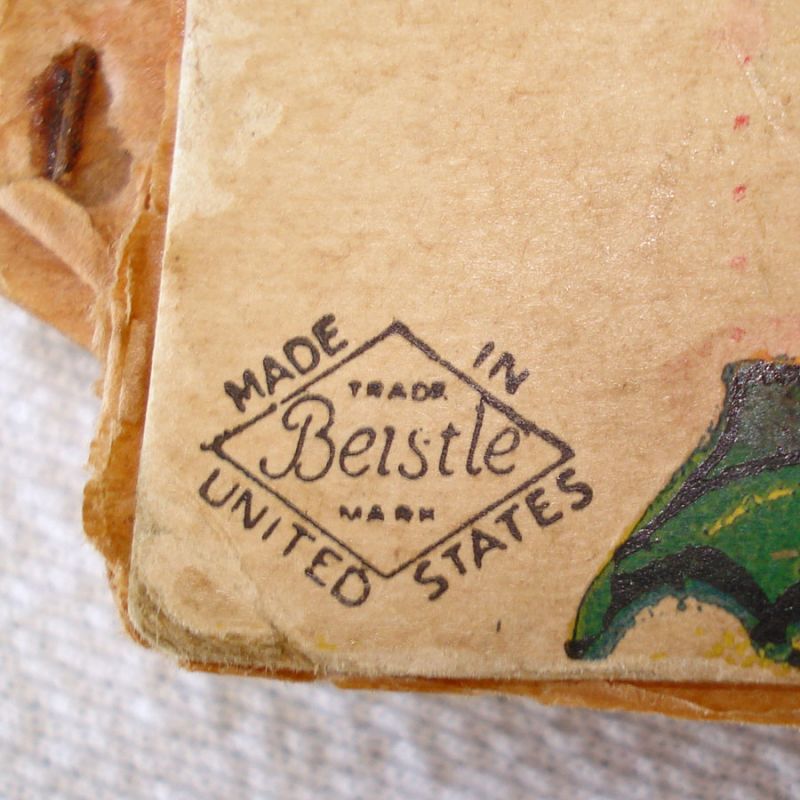 MADE IN
TRADE
Beistle
MARK
UNITED STATES